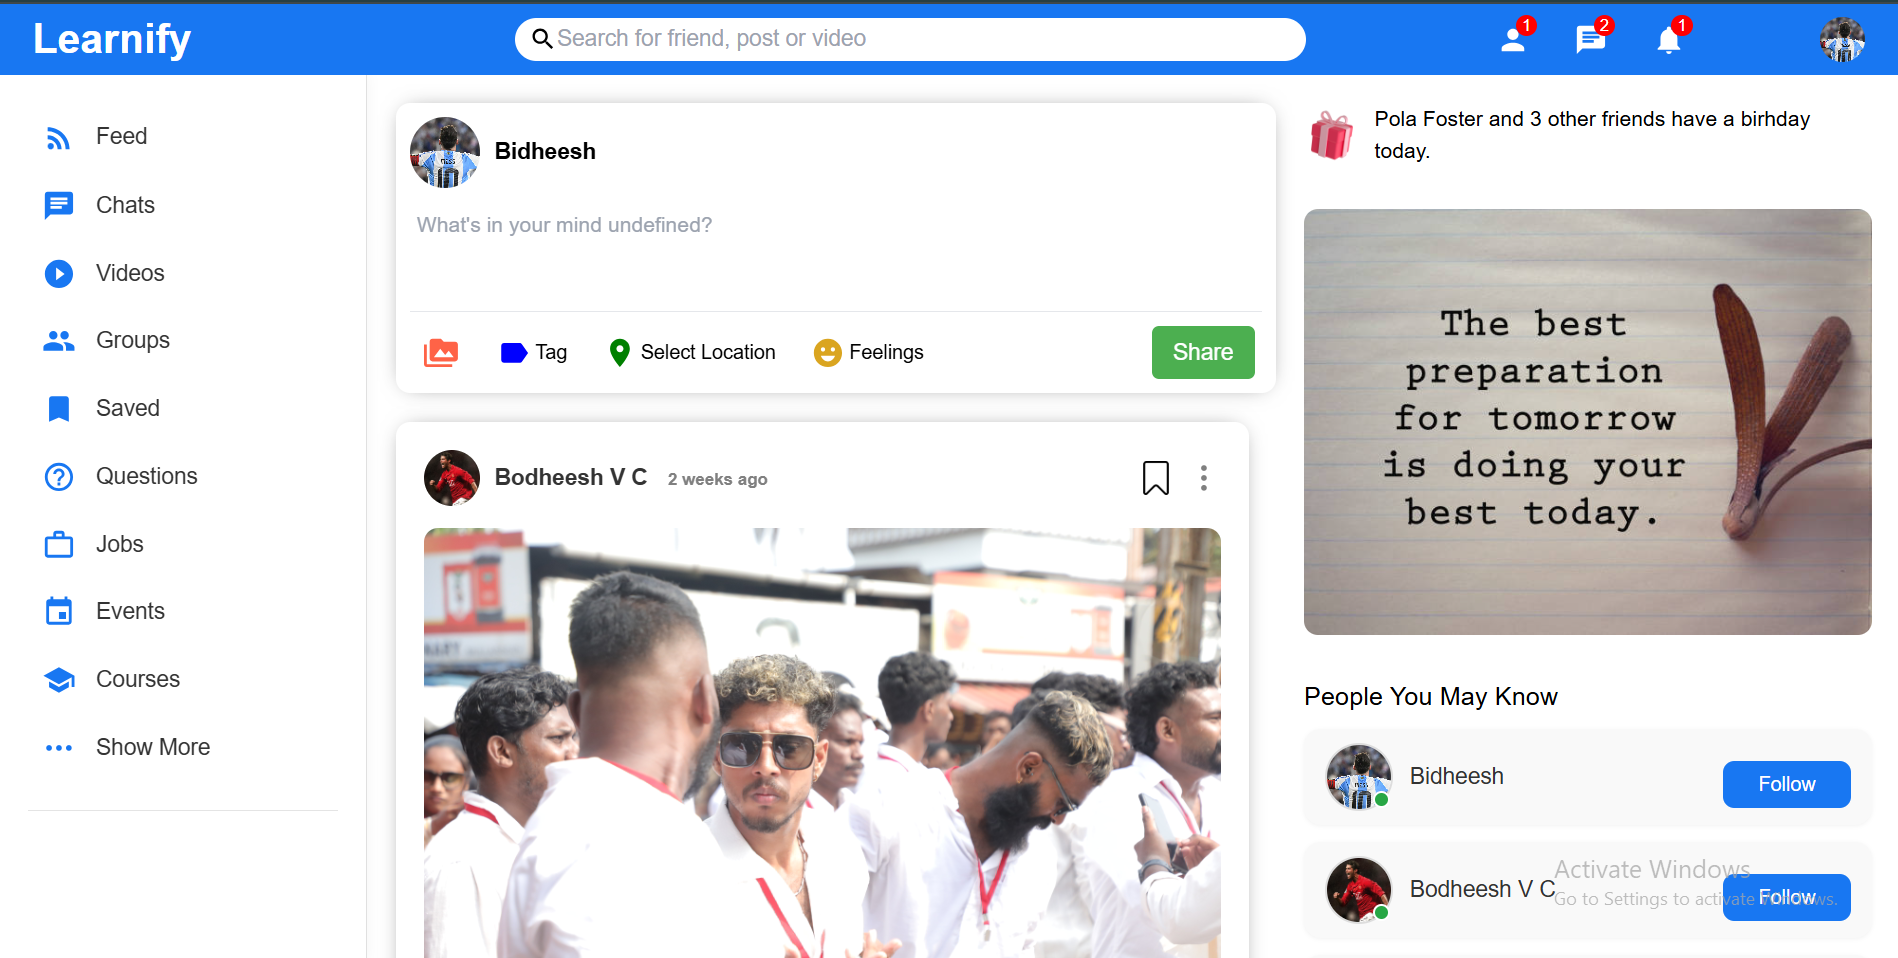 Learnify
Search for friend, post or video
1
2
1
Feed
Chats
Videos
Groups
Saved
Questions
Jobs
Events
Courses
Show More
Bidheesh
What's in your mind undefined?
Tag
Select Location
Feelings
Share
Bodheesh V C
2 weeks ago
Pola Foster and 3 other friends have a birhday
today.
The best
preparation
for tomorrow
is doing your
best today.
People You May Know
Bidheesh
Follow
Bodheesh V C
Follow
Activate Windows
Go to Settings to activate Windows.